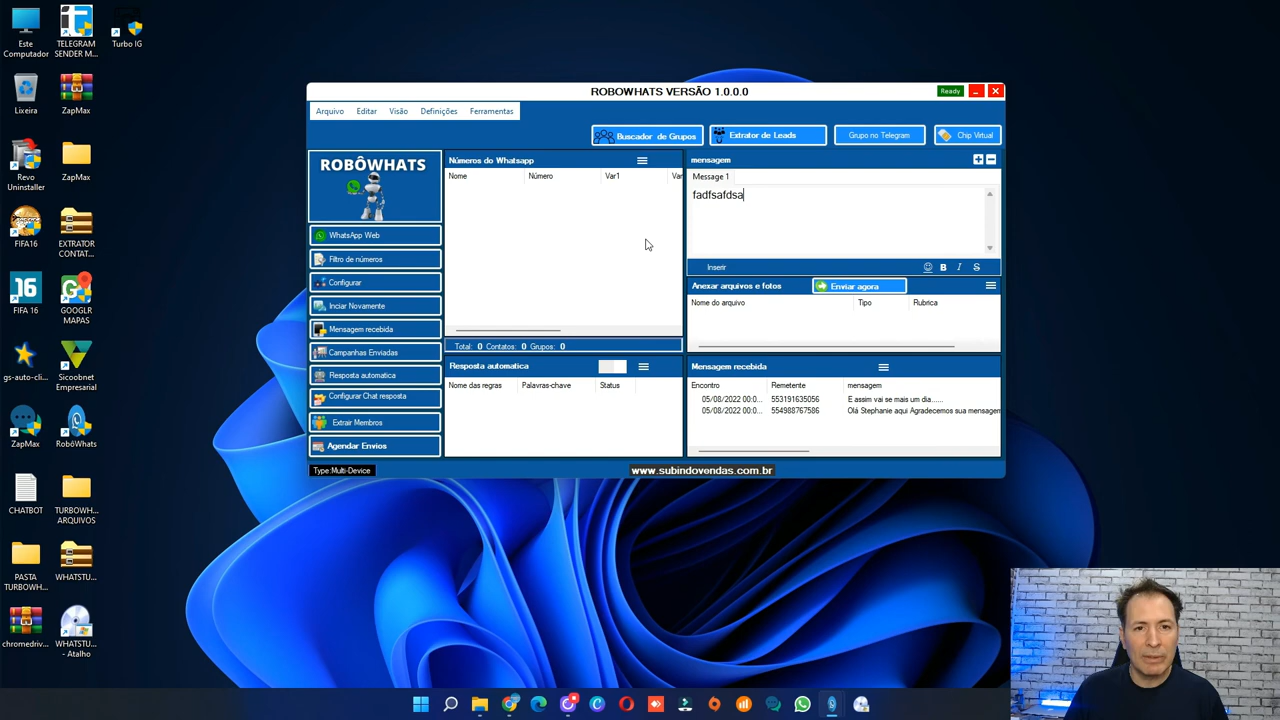 Este
Computador
TELEGRAM
SENDER M...
Turbo IG
Lixeira
ZapMax
Revo
Uninstaller
ZapMax
FIFA16
EXTRATOR
CONTAT...
16
FIFA 16
GOOGLR
MAPAS
gs-auto-cli...
Sicoobnet
Empresarial
ZapMax
RobôWhats
CHATBOT
TURBOWH...
ARQUIVOS
PASTA
TURBOWH...
WHATSTU...
chromedriv...
WHATSTU...
- Atalho
ROBOWHATS VERSÃO 1.0.0.0
Ready
Arquivo Editar Visão Definições Ferramentas
Buscador de Grupos
Extrator de Leads
Grupo no Telegram
Chip Virtual
ROBÔWHATS
WhatsApp Web
Filtro de números
Configurar
Inciar Novamente
Mensagem recebida
Campanhas Enviadas
Resposta automatica
Configurar Chat resposta
Extrair Membros
Agendar Envios
Type:Multi-Device
Números do Whatsapp
Nome Número Var1 Var
Total: 0 Contatos: 0 Grupos: 0
Resposta automatica
Nome das regras Palavras-chave Status
mensagem
Message 1
fadfsafdsa
Inserir B I S
Anexar arquivos e fotos
Enviar agora
Nome do arquivo Tipo Rubrica
Mensagem recebida
Encontro Remetente mensagem
05/08/2022 00:0... 553191635056 E assim vai se mais um dia......
05/08/2022 00:0... 554988767586 Olá Stephanie aqui Agradecemos sua mensagem
www.subindovendas.com.br